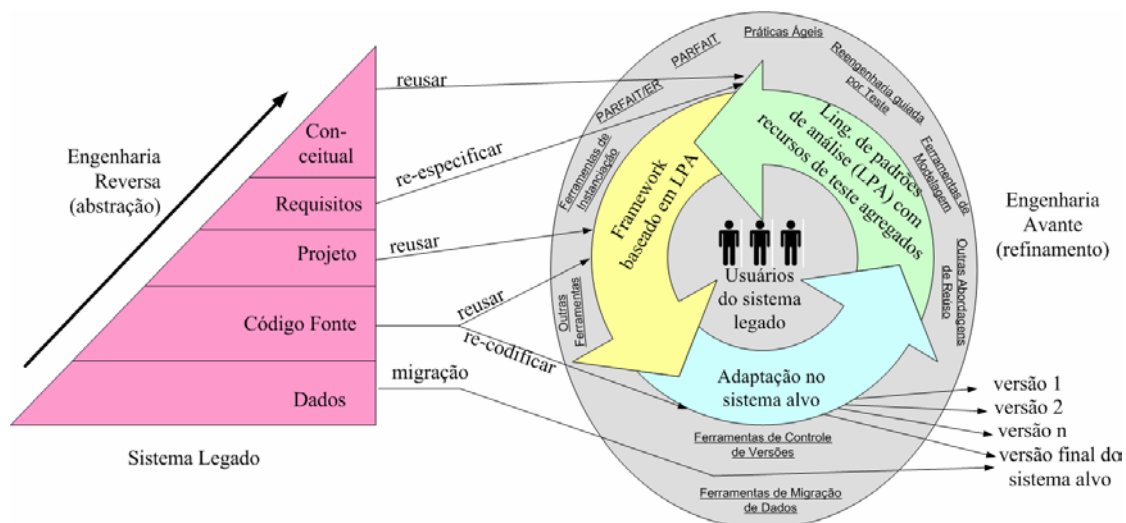 Engenharia
Reversa
(abstração)
Con-
ceitual
Requisitos
Projeto
Código Fonte
Dados
Sistema Legado
reusar
re-especificar
reusar
reusar
re-codificar
migração
Práticas Ágeis
PARFAIT
PARFAIT/ER
Ferramentas de
Instanciação
Outras
Ferramentas
Reengenharia guiada
por Teste
Ferramentas de
Modelagem
Outras Abordagens
de Reúso
Framework
baseado em LPA
Ling. de padrões
de análise (LPA) com
recursos de teste agregados
Usuários
do sistema
legado
Adaptação no
sistema alvo
Ferramentas de Controle
de Versões
Ferramentas de Migração
de Dados
Engenharia
Avante
(refinamento)
versão 1
versão 2
versão n
versão final do
sistema alvo